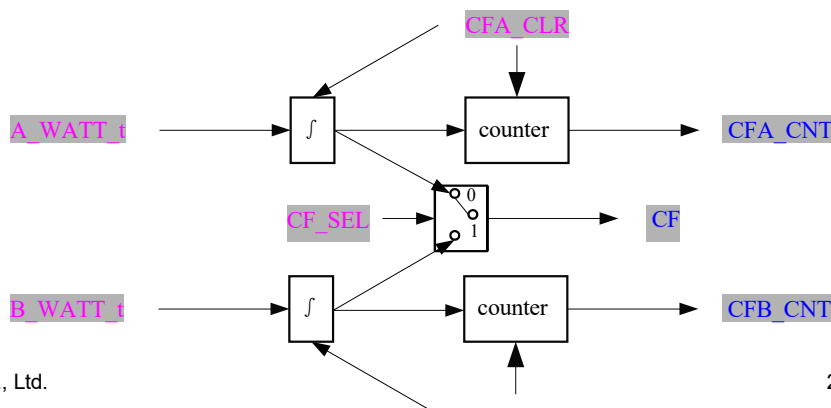 CFA_CLR
A_WATT_t
∫
counter
CFA_CNT
0
CF_SEL
1
CF
B_WATT_t
∫
counter
CFB_CNT
., Ltd.
2